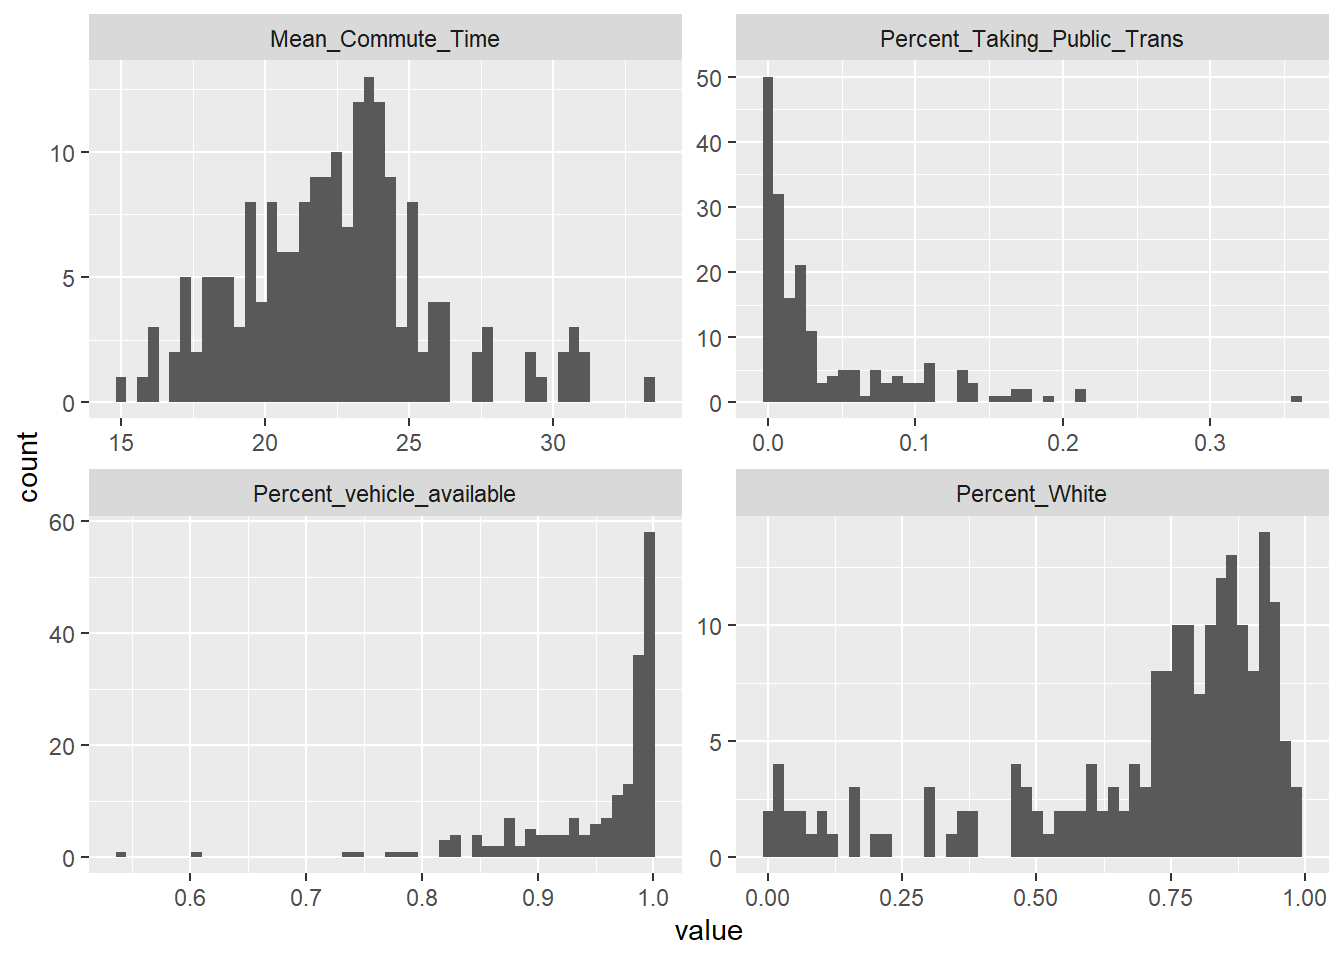 Mean_Commute_Time
Percent_Taking_Public_Trans
10
5
0
15 20 25 30
50
40
30
20
10
0
0.0 0.1 0.2 0.3
count
Percent_vehicle_available
Percent_White
60
40
20
0
0.6 0.7 0.8 0.9 1.0
10
5
0
0.00 0.25 0.50 0.75 1.00
value